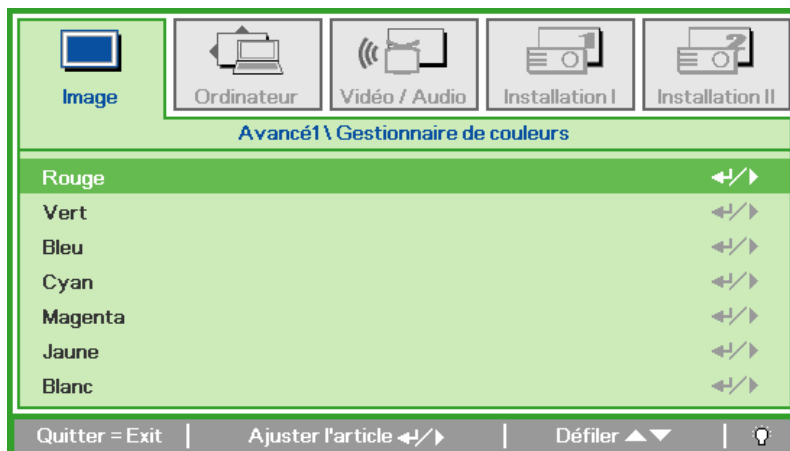 Image
Ordinateur
Vidéo / Audio
Installation I
Installation II
Avancé1 \ Gestionnaire de couleurs
Rouge
Vert
Bleu
Cyan
Magenta
Jaune
Blanc
Quitter = Exit | Ajuster l'article | Défiler